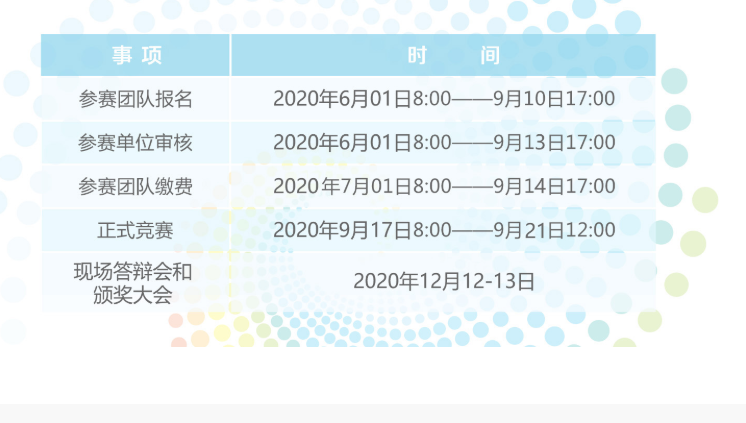 事 项 时 间
参赛团队报名 2020年6月01日8:00——9月10日17:00
参赛单位审核 2020年6月01日8:00——9月13日17:00
参赛团队缴费 2020年7月01日8:00——9月14日17:00
正式竞赛 2020年9月17日8:00——9月21日12:00
现场答辩会和
颁奖大会 2020年12月12-13日